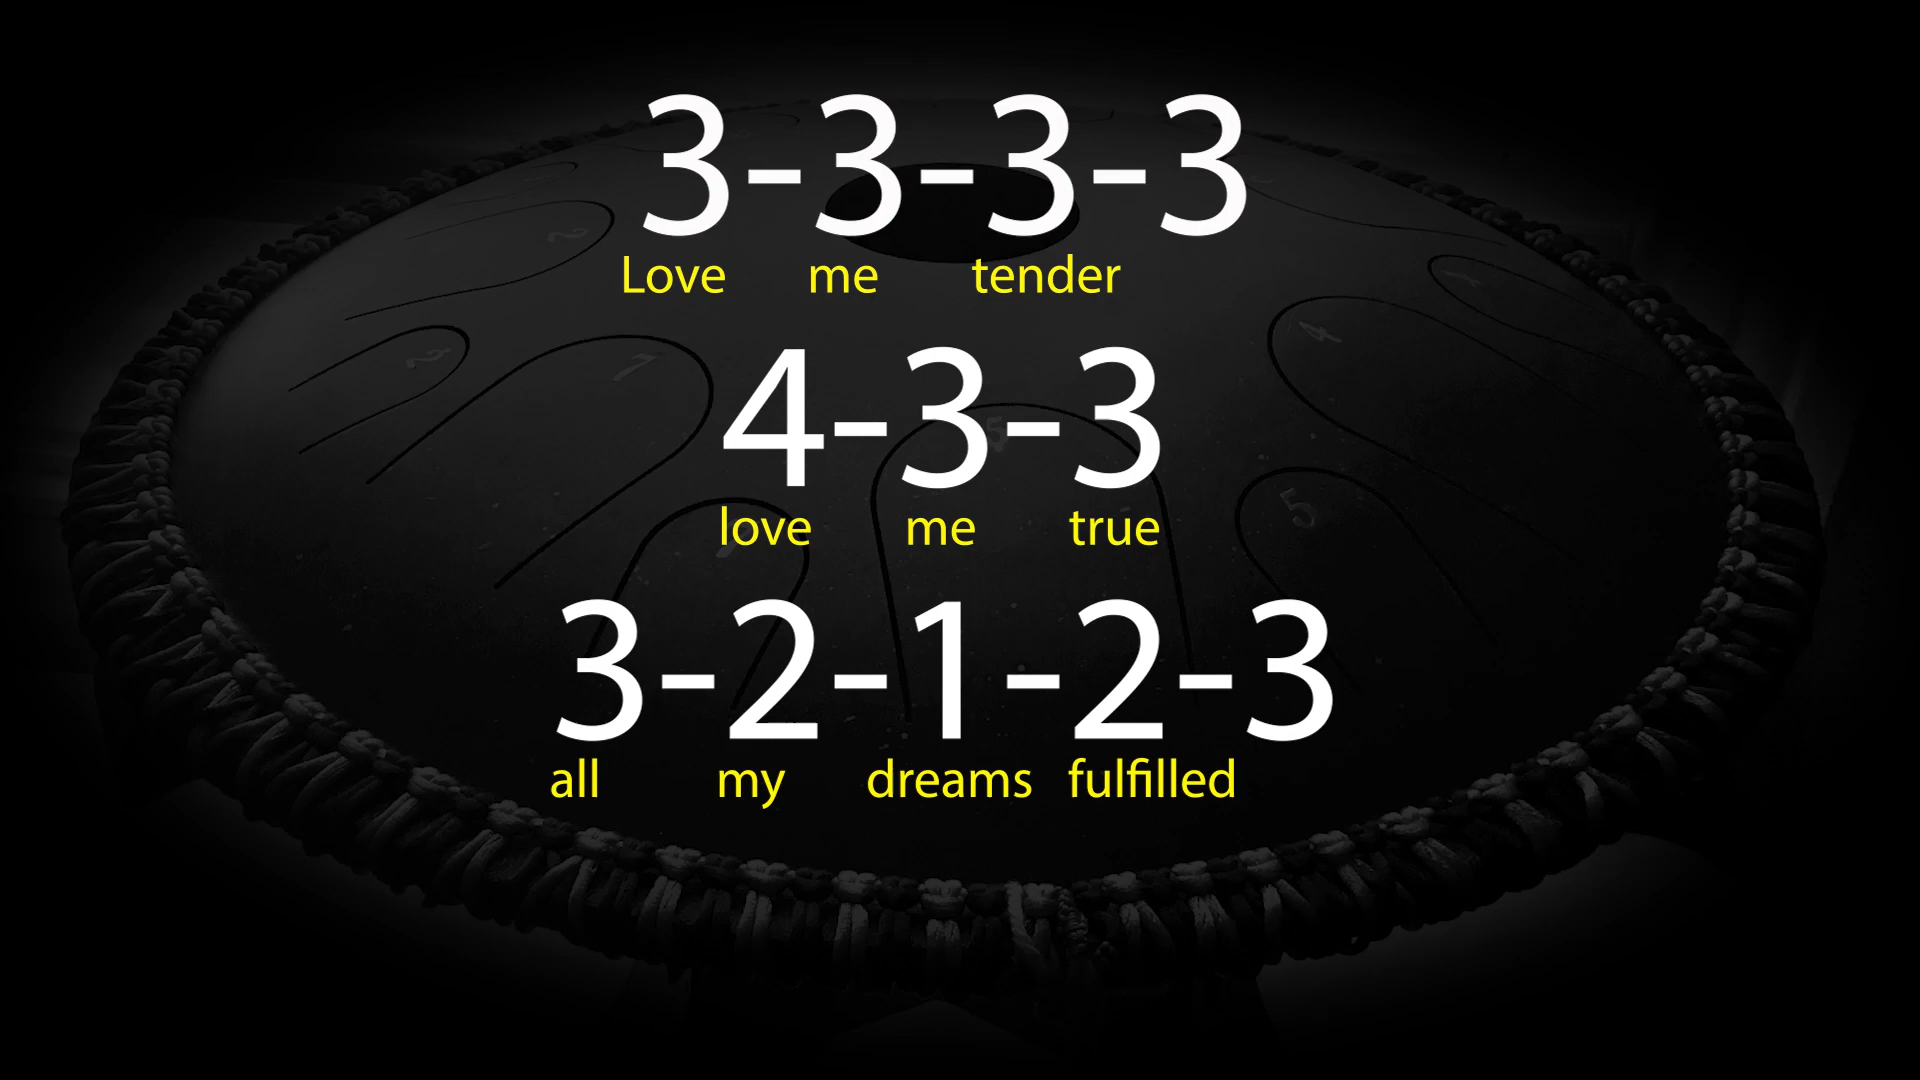 3-3-3-3
Love me tender
4-3-3
love me true
3-2-1-2-3
all my dreams fulfilled